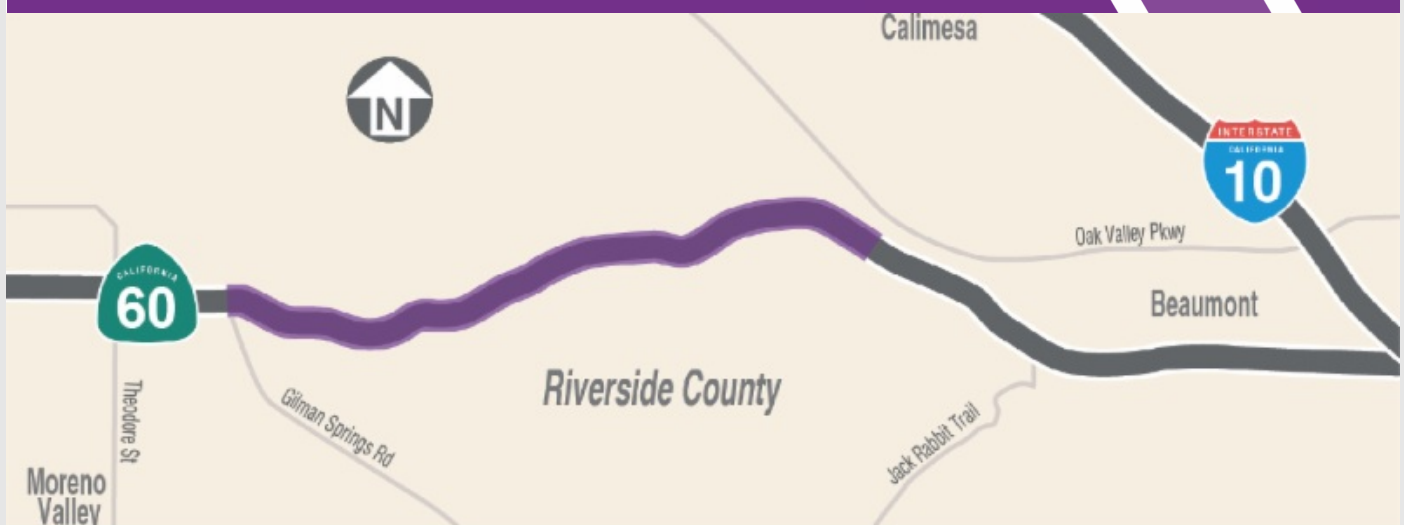 Calimesa
N
INTERSTATE
CALIFORNIA
10
Oak Valley Pkwy
CALIFORNIA
60
Beaumont
Riverside County
Theodore St
Gilman Springs Rd
Jack Rabbit Trail
Moreno
Valley